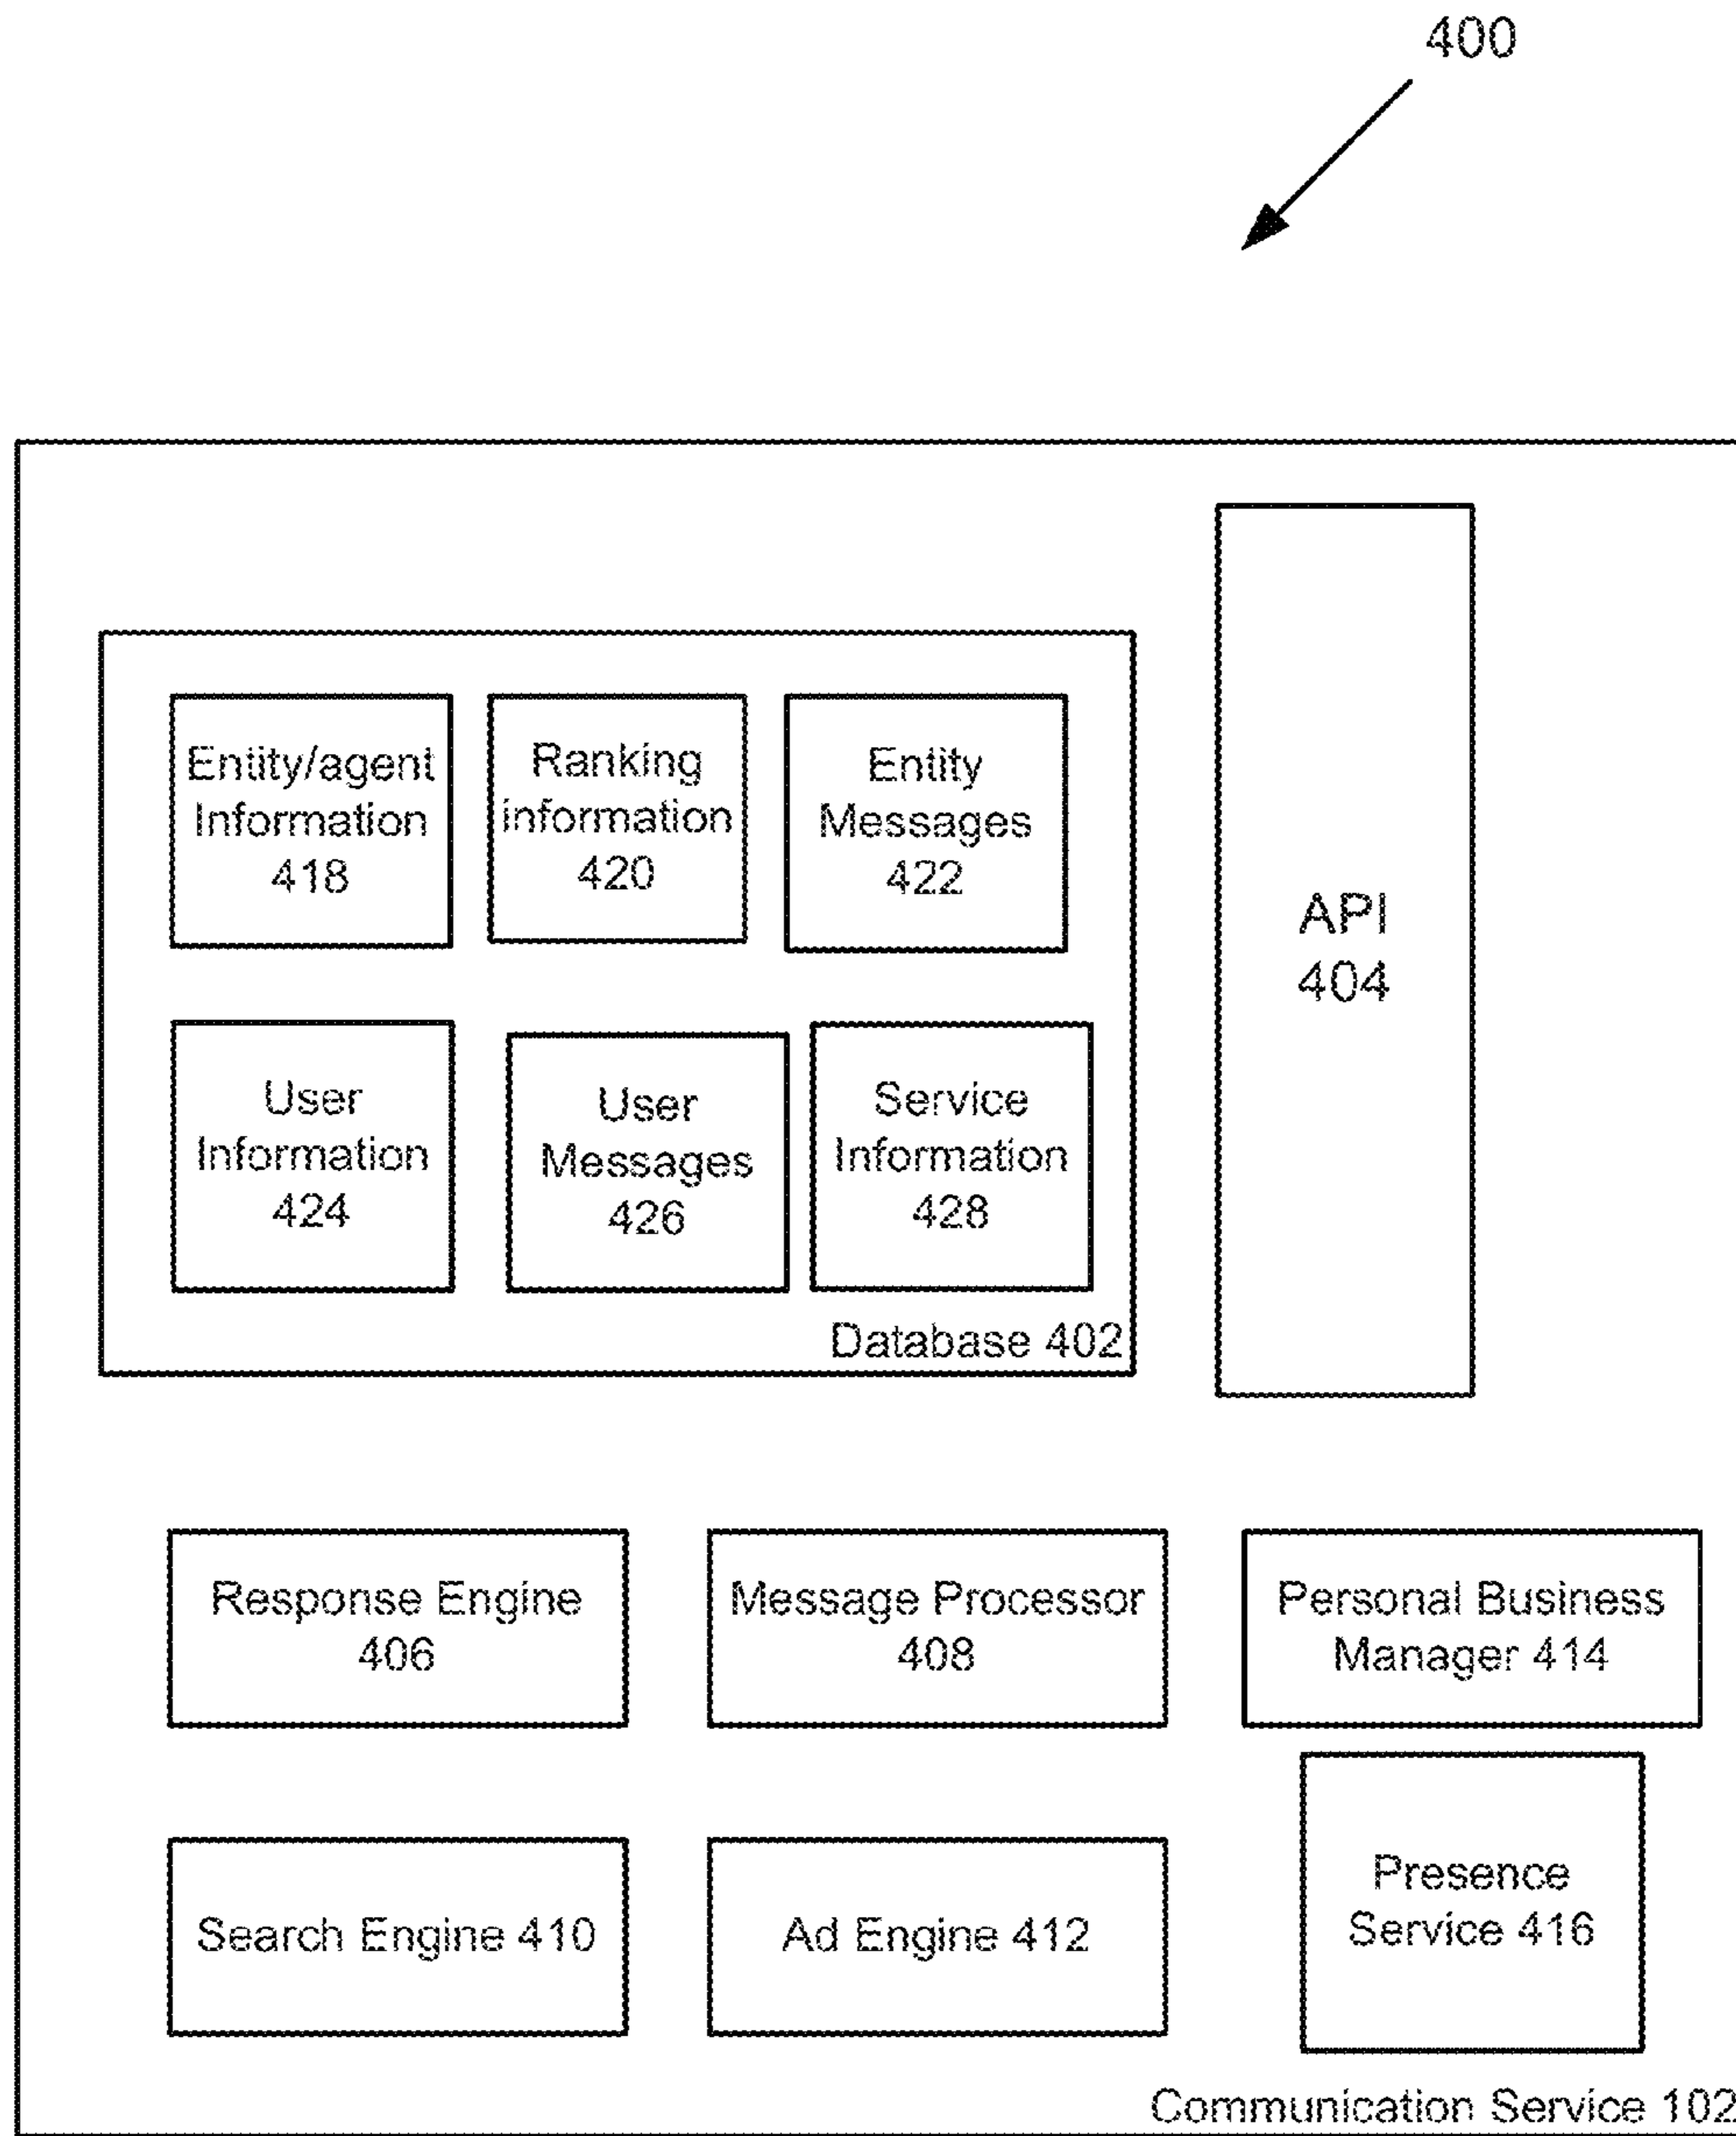 400
Entity/agent
Information
418
Ranking
information
420
Entity
Messages
422
API
404
User
Information
424
User
Messages
426
Service
Information
428
Database 402
Response Engine
406
Message Processor
408
Personal Business
Manager 414
Search Engine 410
Ad Engine 412
Presence
Service 416
Communication Service 102